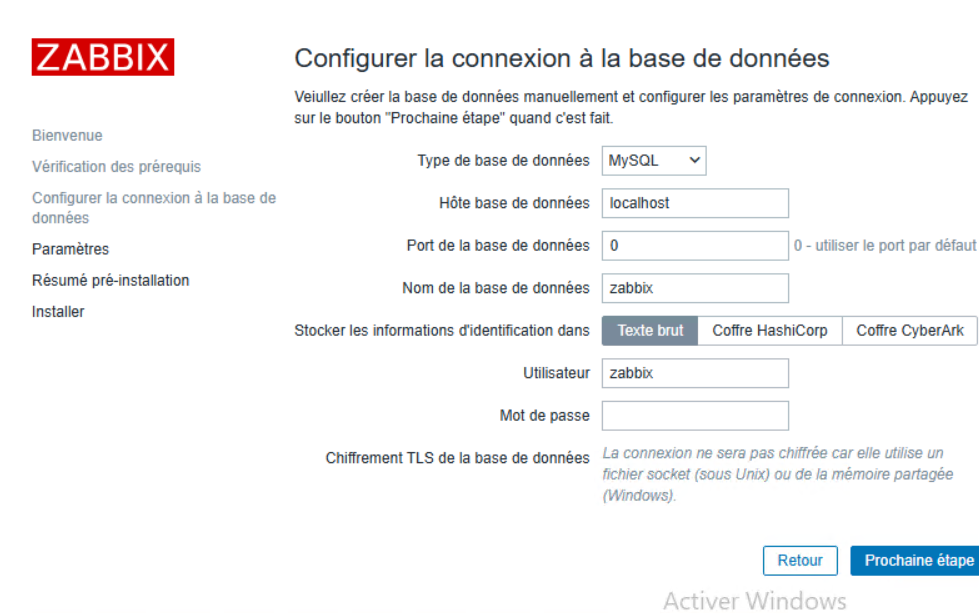 ZABBIX
Configurer la connexion à la base de données
Veiullez créer la base de données manuellement et configurer les paramètres de connexion. Appuyez
sur le bouton "Prochaine étape" quand c'est fait.
Bienvenue
Vérification des prérequis
Configurer la connexion à la base de
données
Paramètres
Résumé pré-installation
Installer
Type de base de données MySQL
Hôte base de données localhost
Port de la base de données 0 0 - utiliser le port par défaut
Nom de la base de données zabbix
Stocker les informations d'identification dans Texte brut Coffre HashiCorp Coffre CyberArk
Utilisateur zabbix
Mot de passe
Chiffrement TLS de la base de données La connexion ne sera pas chiffrée car elle utilise un
fichier socket (sous Unix) ou de la mémoire partagée
(Windows).
Retour Prochaine étape
Activer Windows